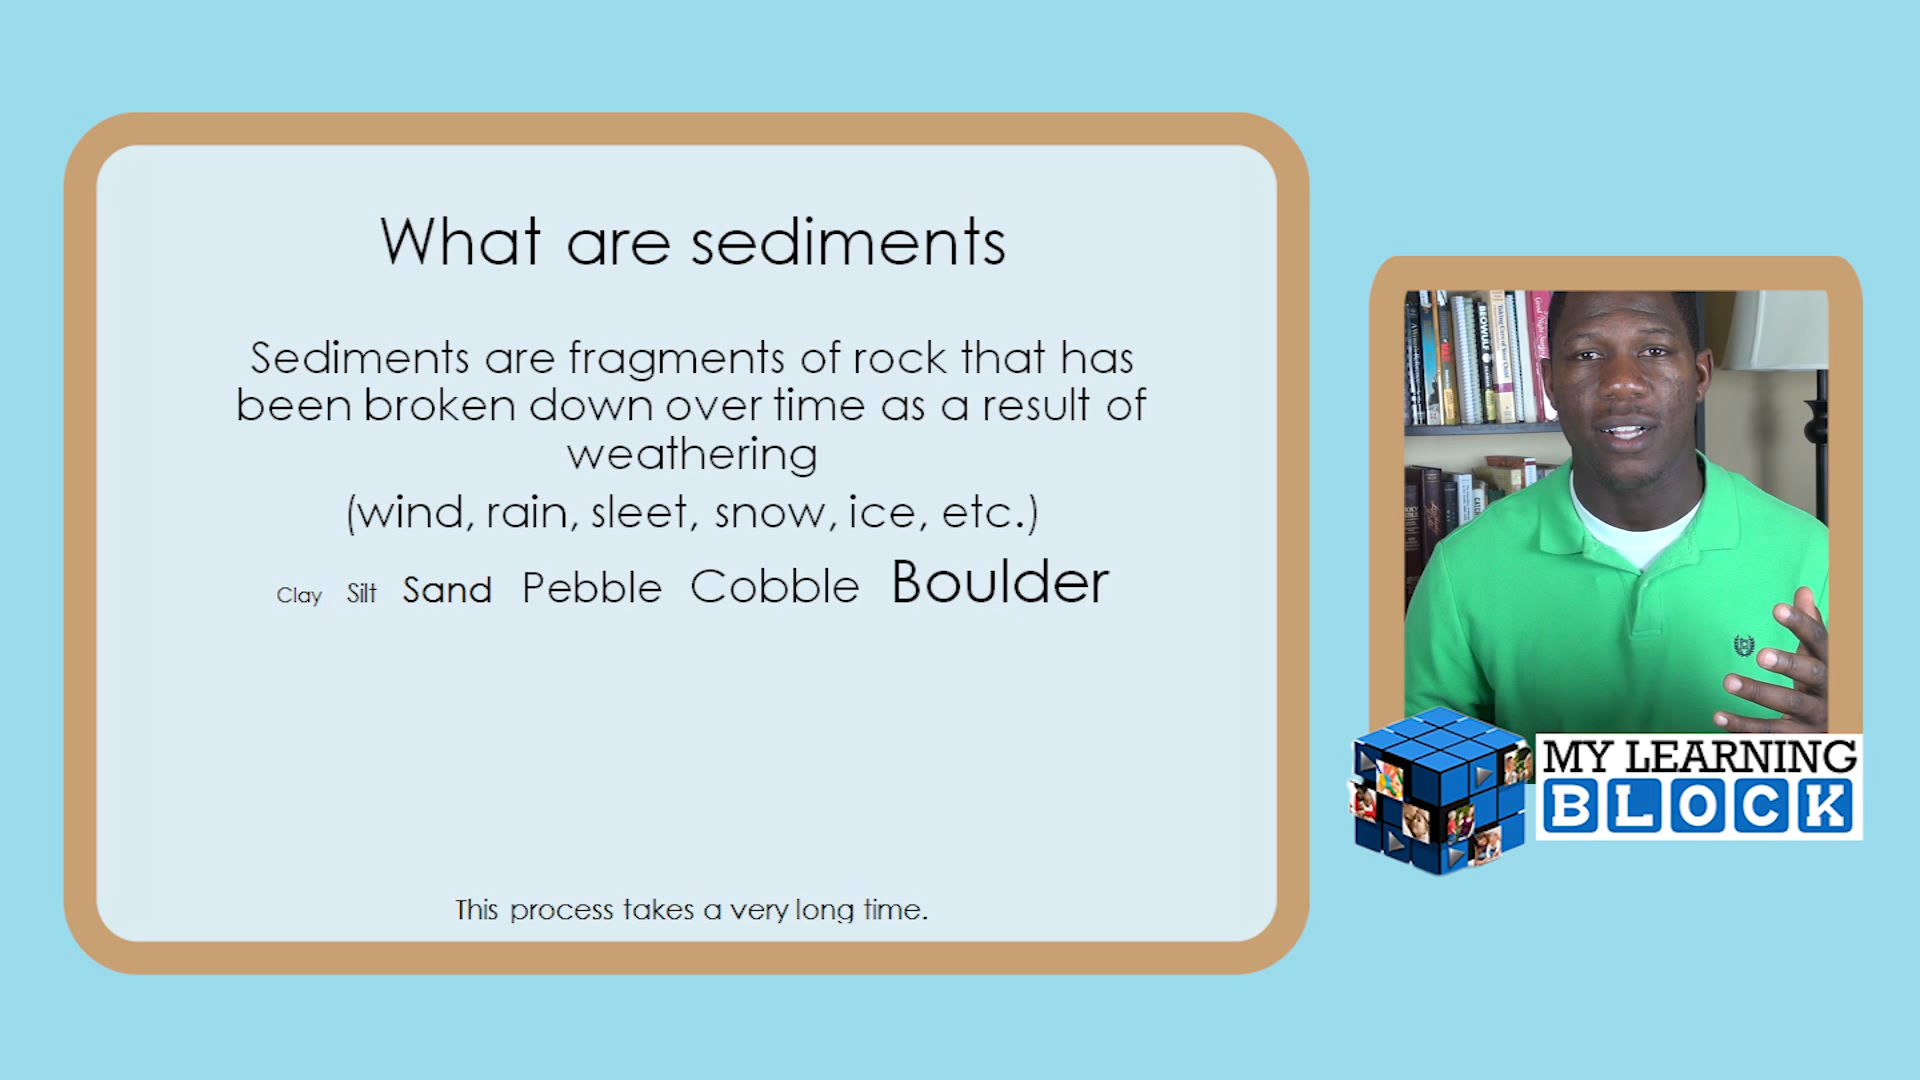 What are sediments
Sediments are fragments of rock that has
been broken down over time as a result of
weathering
(wind, rain, sleet, snow, ice, etc.)
Clay Silt Sand Pebble Cobble Boulder
This process takes a very long time.
BEOWULF
MY LEARNING
BLOCK